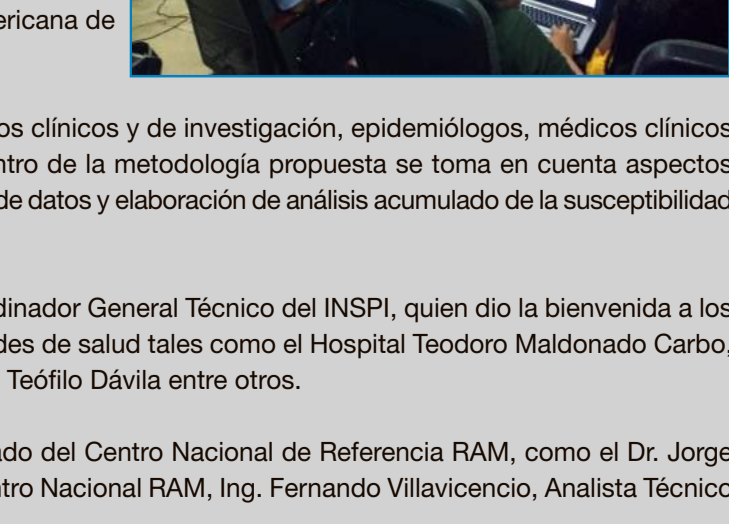 ericana de
os clínicos y de investigación, epidemiólogos, médicos clínicos
ntro de la metodología propuesta se toma en cuenta aspectos
de datos y elaboración de análisis acumulado de la susceptibilidad
dinador General Técnico del INSPI, quien dio la bienvenida a los
des de salud tales como el Hospital Teodoro Maldonado Carbo,
Teófilo Dávila entre otros.
ado del Centro Nacional de Referencia RAM, como el Dr. Jorge
ntro Nacional RAM, Ing. Fernando Villavicencio, Analista Técnico